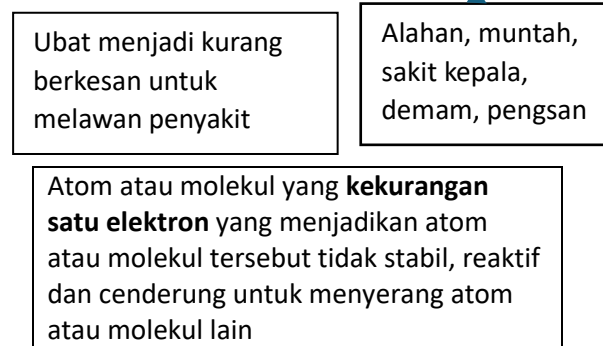 Ubat menjadi kurang
berkesan untuk
melawan penyakit
Alahan, muntah,
sakit kepala,
demam, pengsan
Atom atau molekul yang kekurangan
satu elektron yang menjadikan atom
atau molekul tersebut tidak stabil, reaktif
dan cenderung untuk menyerang atom
atau molekul lain